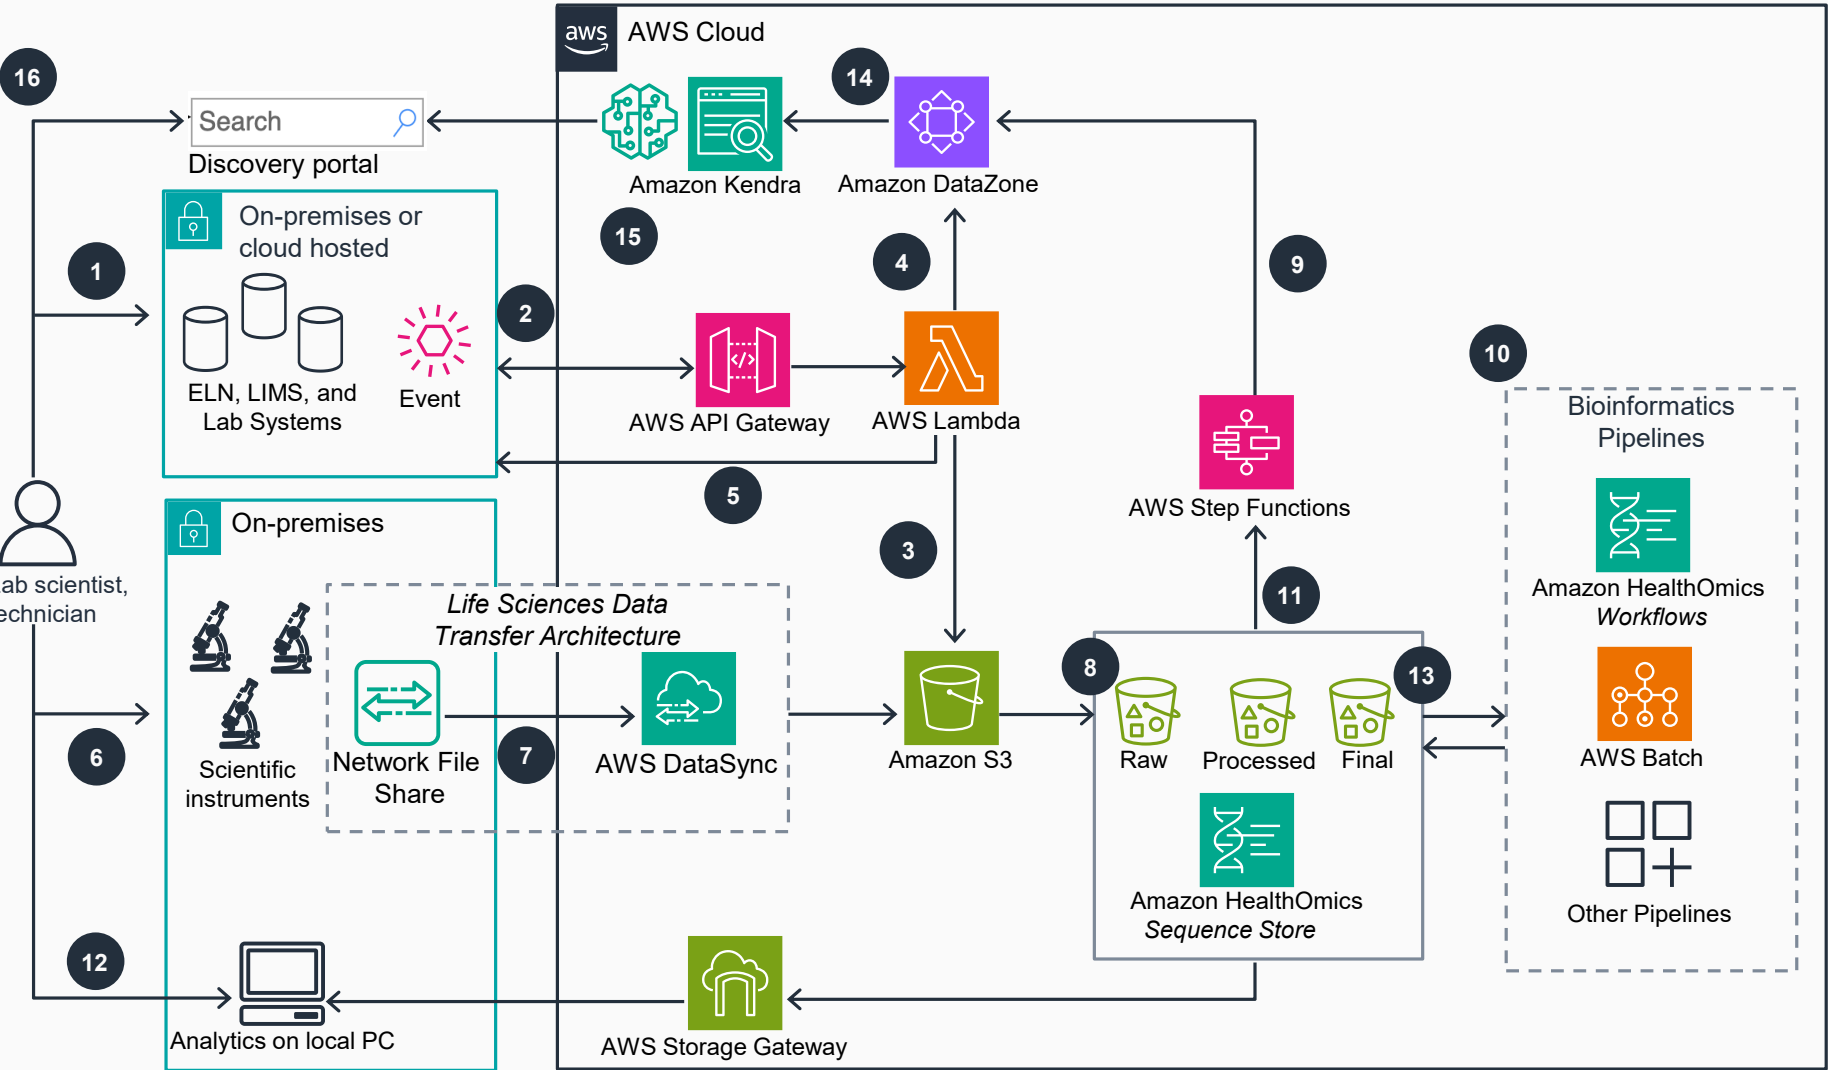 aws
AWS Cloud
16
14
Search
Discovery portal
Amazon Kendra
Amazon DataZone
On-premises or
cloud hosted
15
1
4
9
2
10
ELN, LIMS, and
Lab Systems
Event
AWS API Gateway
</>
AWS Lambda
Bioinformatics
Pipelines
5
AWS Step Functions
On-premises
3
ab scientist,
echnician
Life Sciences Data
Transfer Architecture
11
Amazon HealthOmics
Workflows
8
13
6
7
Scientific
instruments
Network File
Share
AWS DataSync
Amazon S3
Raw
Processed
Final
AWS Batch
Amazon HealthOmics
Sequence Store
Other Pipelines
12
Analytics on local PC
AWS Storage Gateway